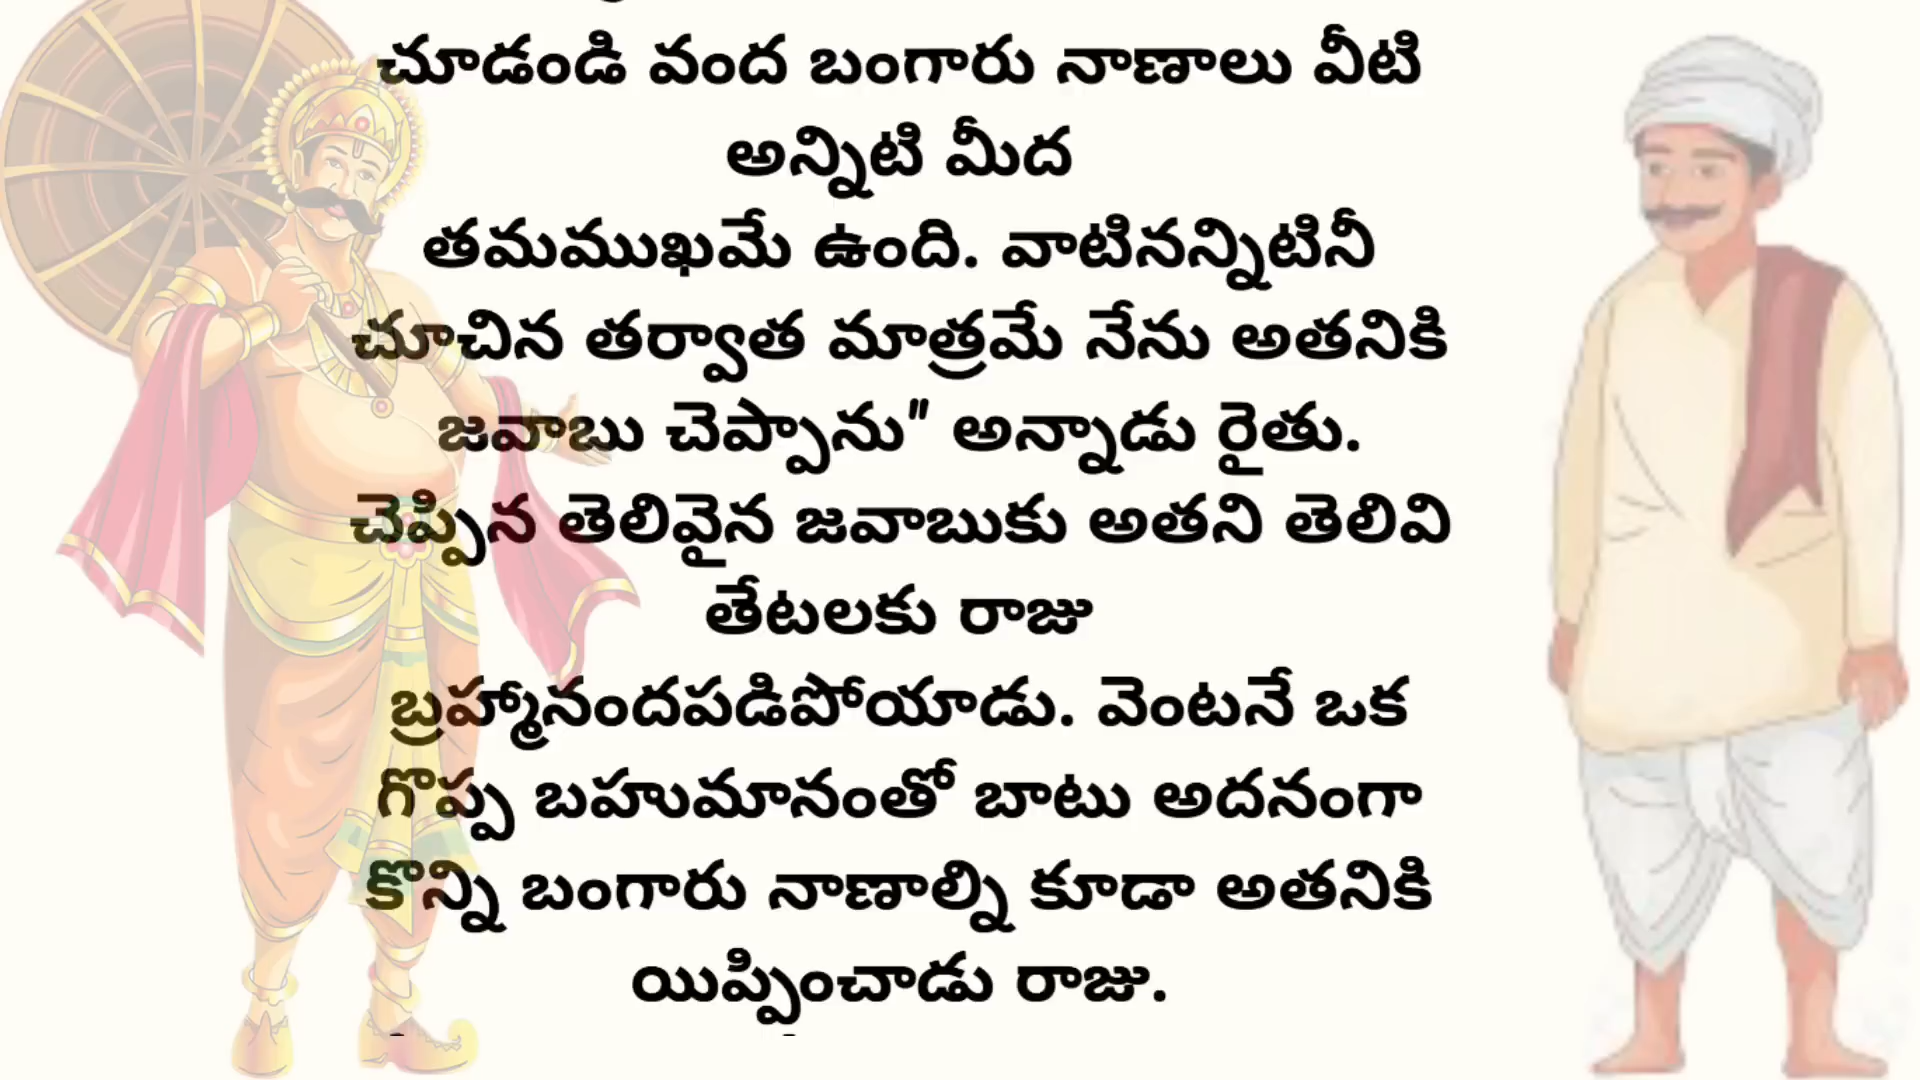 చూడండి వంద బంగారు నాణాలు వీటి
అన్నిటి మీద
తమముఖమే ఉంది. వాటినన్నిటినీ
చూచిన తర్వాత మాత్రమే నేను అతనికి
జవాబు చెప్పాను" అన్నాడు రైతు.
చెప్పిన తెలివైన జవాబుకు అతని తెలివి
తేటలకు రాజు
బ్రహ్మానందపడిపోయాడు. వెంటనే ఒక
గొప్ప బహుమానంతో బాటు అదనంగా
కొన్ని బంగారు నాణాల్ని కూడా అతనికి
యిప్పించాడు రాజు.